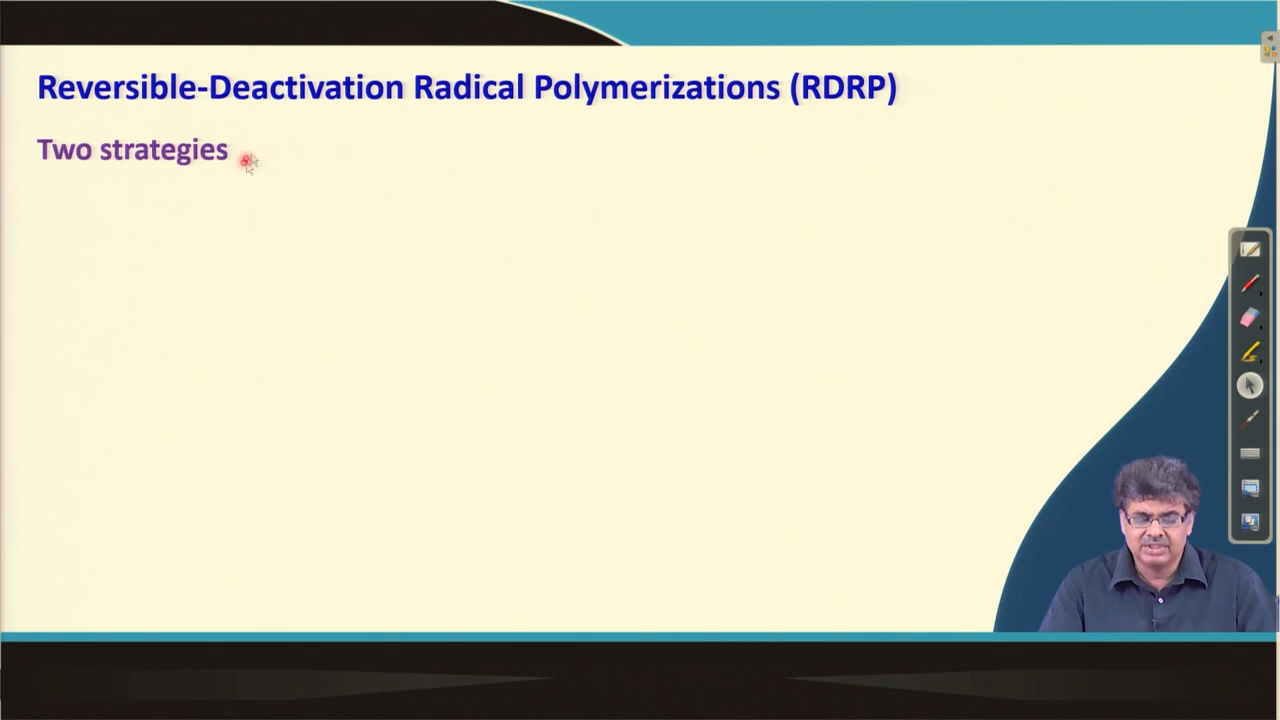 Reversible-Deactivation Radical Polymerizations (RDRP)
Two strategies